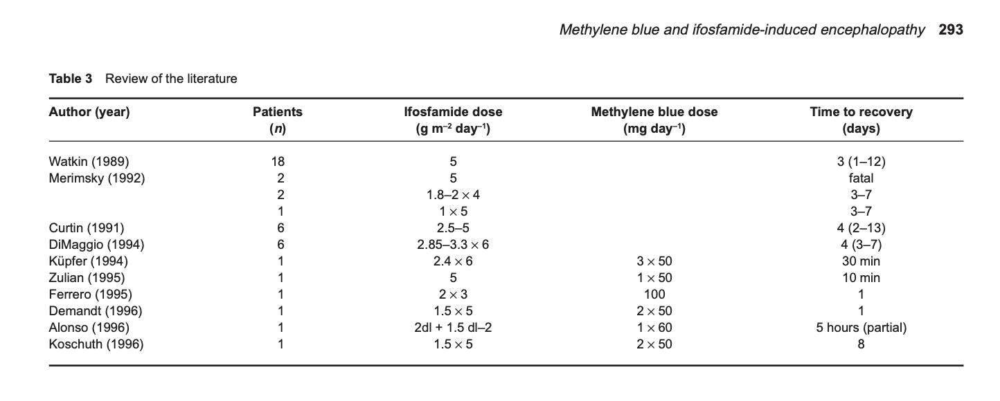 Methylene blue and ifosfamide-induced encephalopathy 293
Table 3 Review of the literature
Author (year) Patients Ifosfamide dose Methylene blue dose Time to recovery
(n) (g m⁻² day⁻¹) (mg day⁻¹) (days)
Watkin (1989) 18 5 3 (1–12)
Merimsky (1992) 2 5 fatal
2 1.8–2 × 4 3–7
1 1 × 5 3–7
Curtin (1991) 6 2.5–5 4 (2–13)
DiMaggio (1994) 6 2.85–3.3 × 6 4 (3–7)
Küpfer (1994) 1 2.4 × 6 3 × 50 30 min
Zulian (1995) 1 5 1 × 50 10 min
Ferrero (1995) 1 2 × 3 100 1
Demandt (1996) 1 1.5 × 5 2 × 50 1
Alonso (1996) 1 2dl + 1.5 dl–2 1 × 60 5 hours (partial)
Koschuth (1996) 1 1.5 × 5 2 × 50 8